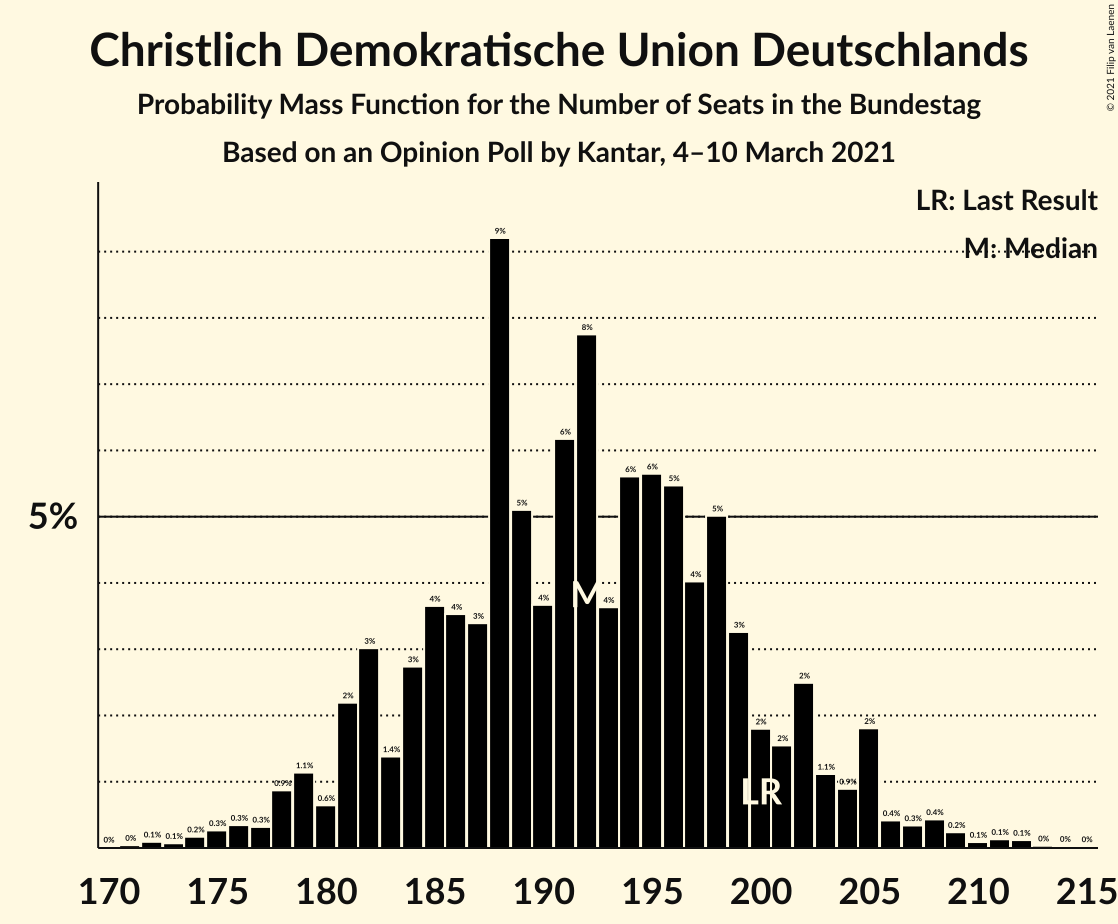 Christlich Demokratische Union Deutschlands
Probability Mass Function for the Number of Seats in the Bundestag
Based on an Opinion Poll by Kantar, 4–10 March 2021
© 2021 Filip van Laenen
LR: Last Result
M: Median
5%
0% 0% 0.1% 0.1% 0.2% 0.3% 0.3% 0.3% 0.9% 1.1% 0.6% 2% 3% 1.4% 3% 4% 4% 3% 9% 5% 4% 6% 8% 4% 6% 6% 5% 4% 5% 3% 2% 2% 2% 1.1% 0.9% 2% 0.4% 0.3% 0.4% 0.2% 0.1% 0.1% 0.1% 0% 0% 0%
M
LR
170 175 180 185 190 195 200 205 210 215